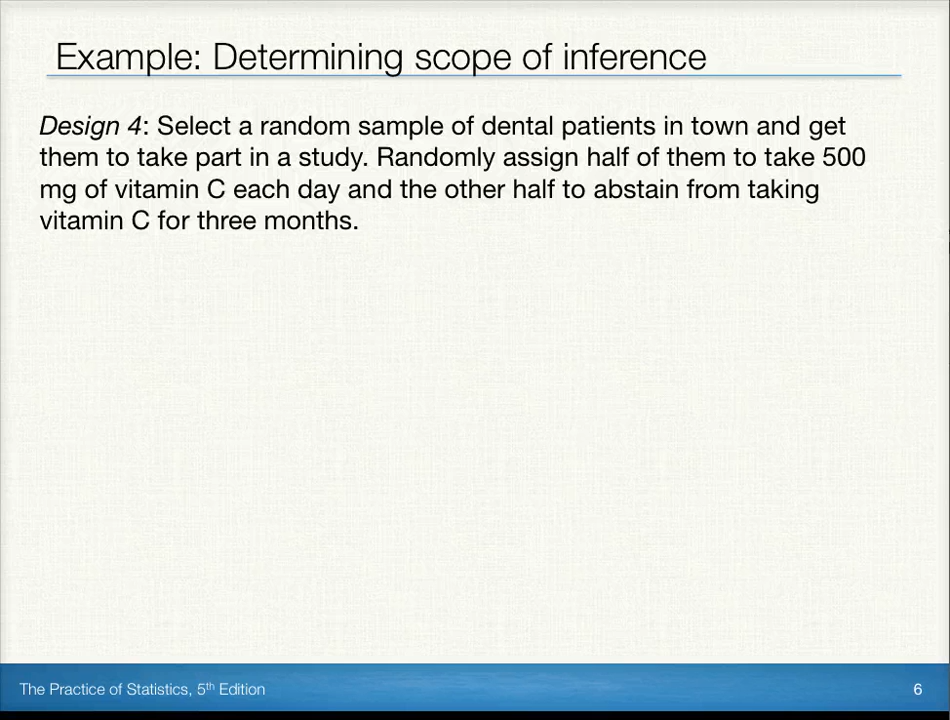 Example: Determining scope of inference
Design 4: Select a random sample of dental patients in town and get
them to take part in a study. Randomly assign half of them to take 500
mg of vitamin C each day and the other half to abstain from taking
vitamin C for three months.
The Practice of Statistics, 5th Edition
6